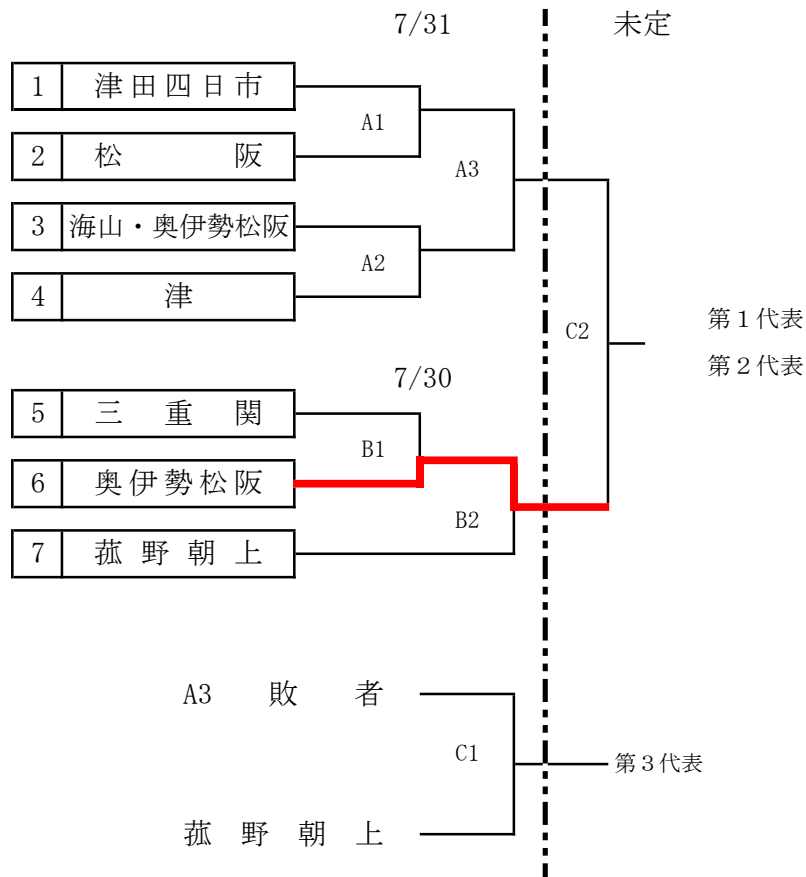 7/31 未定
1 津田四日市
A1
2 松 阪
A3
3 海山・奥伊勢松阪
A2
4 津
C2
第１代表
第２代表
7/30
5 三 重 関
B1
6 奥伊勢松阪
B2
7 菰 野 朝 上
A3 敗 者
C1
第３代表
菰 野 朝 上